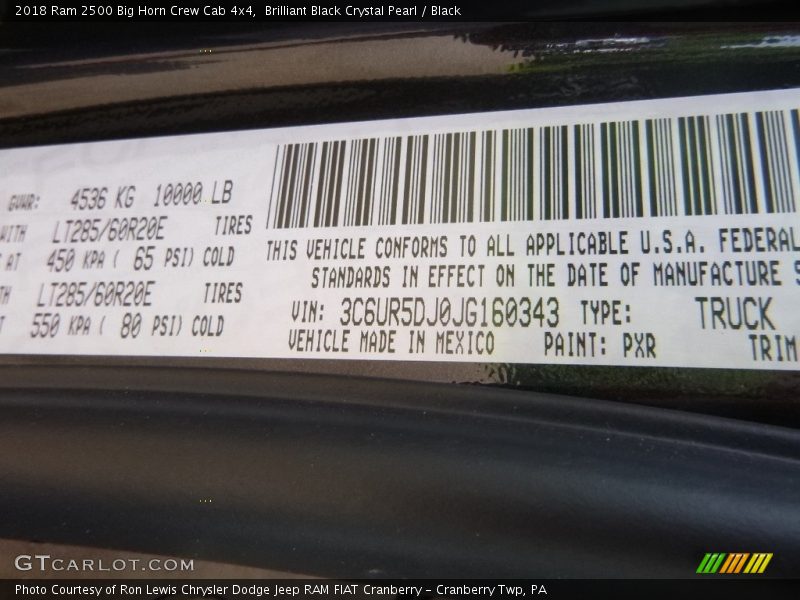 2018 Ram 2500 Big Horn Crew Cab 4x4, Brilliant Black Crystal Pearl / Black
GVWR: 4536 KG 10000 LB
WITH LT285/60R20E TIRES
AT 450 KPA ( 65 PSI) COLD
LT285/60R20E TIRES
550 KPA ( 80 PSI) COLD
THIS VEHICLE CONFORMS TO ALL APPLICABLE U.S.A. FEDERAL
STANDARDS IN EFFECT ON THE DATE OF MANUFACTURE S
VIN: 3C6UR5DJ0JG160343 TYPE: TRUCK
VEHICLE MADE IN MEXICO PAINT: PXR TRIM
GTCARLOT.COM
Photo Courtesy of Ron Lewis Chrysler Dodge Jeep RAM FIAT Cranberry - Cranberry Twp, PA